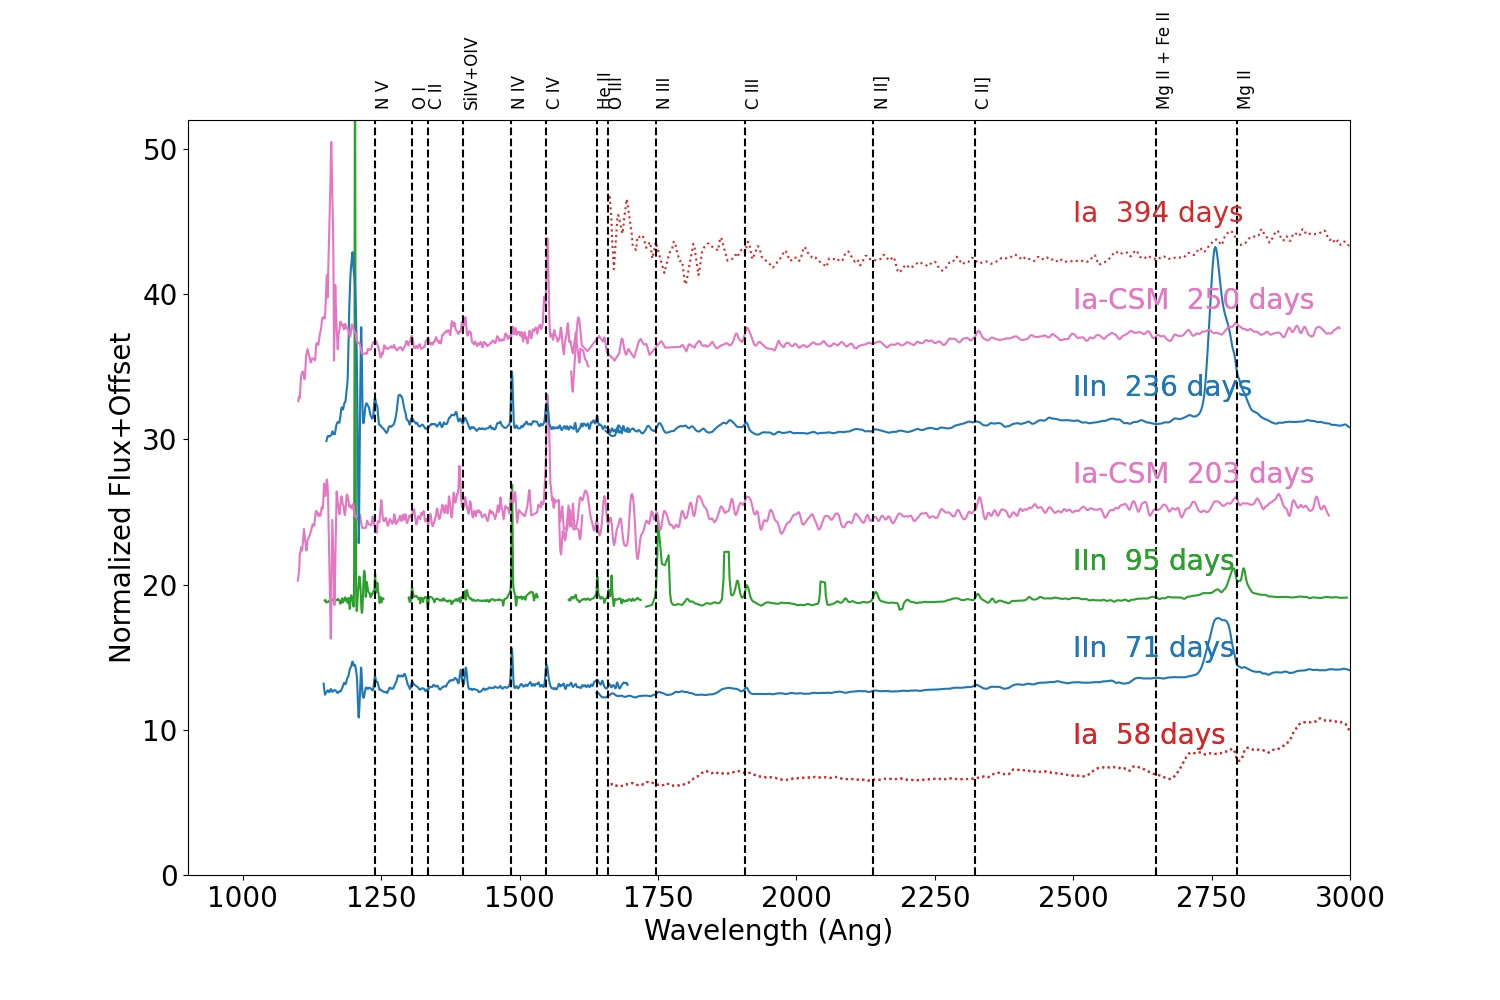 N V
O I
C II
SiIV+OIV
N IV
C IV
He II
O III
N III
C III
N II]
C II]
Mg II + Fe II
Mg II
Normalized Flux+Offset
50
40
30
20
10
0
Ia 394 days
Ia-CSM 250 days
IIn 236 days
Ia-CSM 203 days
IIn 95 days
IIn 71 days
Ia 58 days
1000 1250 1500 1750 2000 2250 2500 2750 3000
Wavelength (Ang)